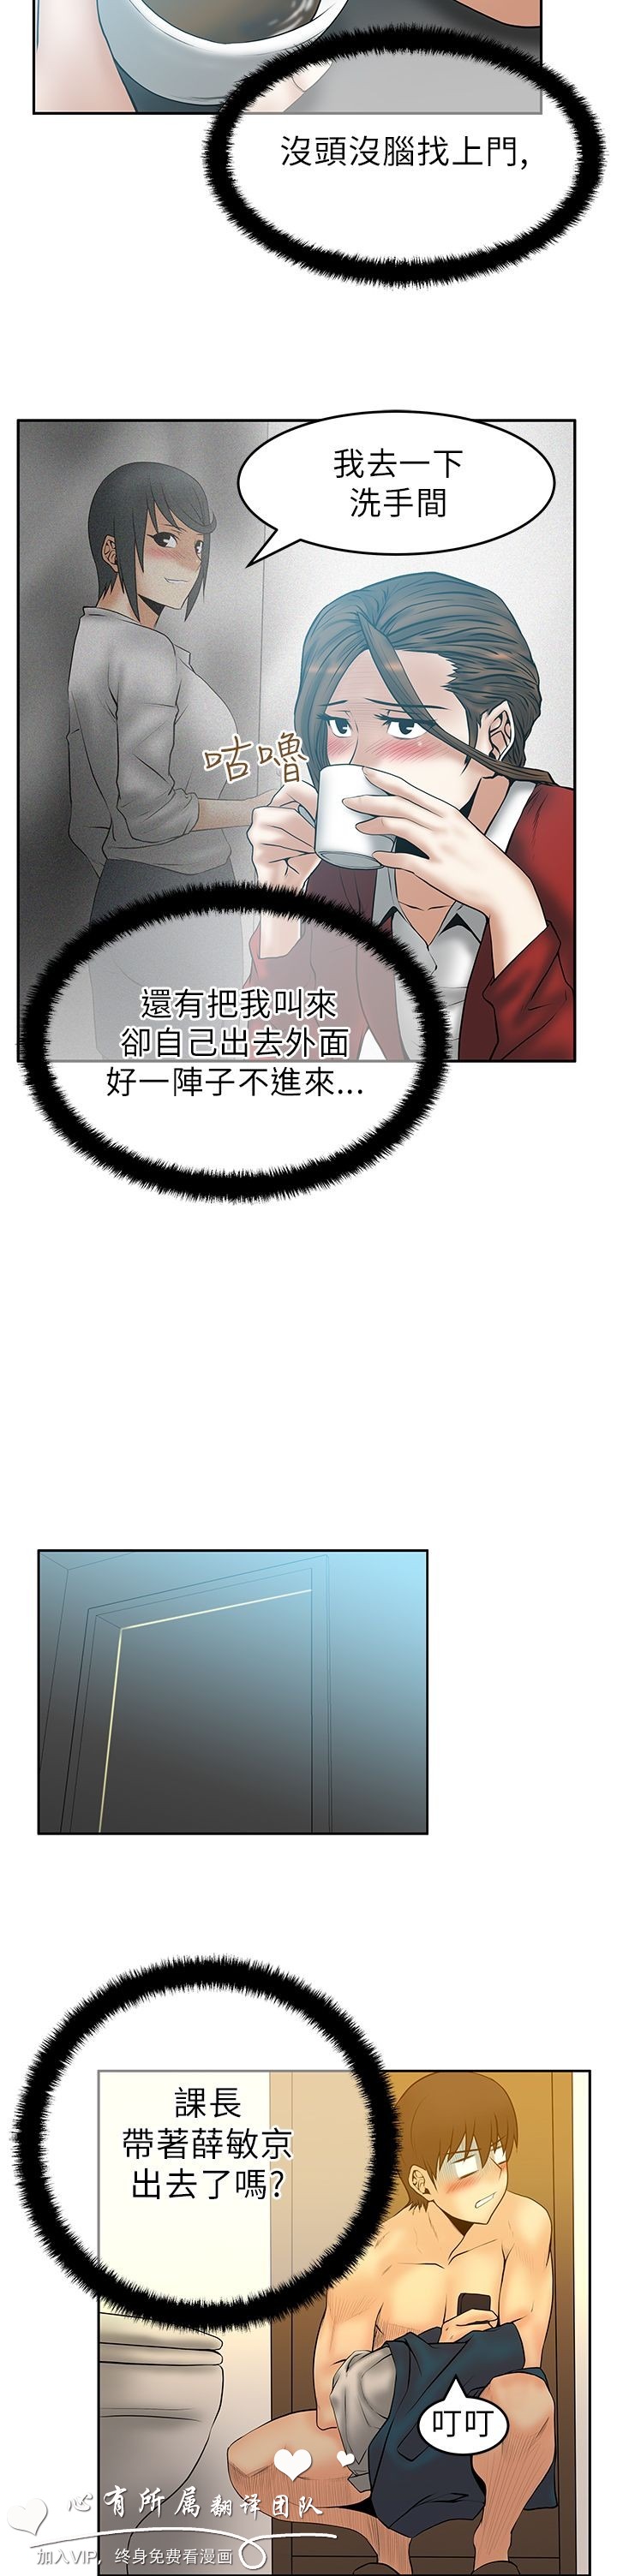 沒頭沒腦找上門,
我去一下
洗手間
咕嚕
還有把我叫來
卻自己出去外面
好一陣子不進來...
課長
帶著薛敏京
出去了嗎?
叮叮
心有所属翻译团队
加入VIP，终身免费看漫画